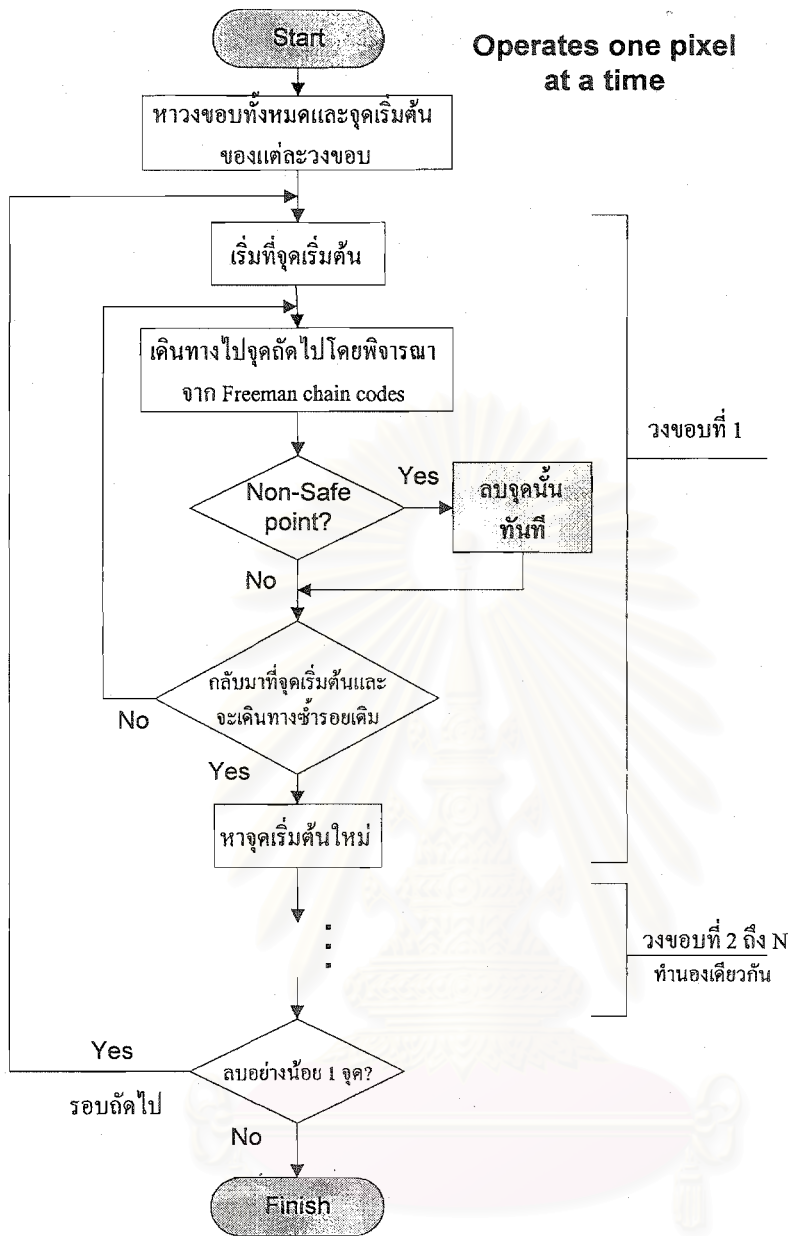 Start
Operates one pixel
at a time
หาวงขอบทั้งหมดและจุดเริ่มต้น
ของแต่ละวงขอบ
เริ่มที่จุดเริ่มต้น
เดินทางไปจุดถัดไปโดยพิจารณา
จาก Freeman chain codes
วงขอบที่ 1
Non-Safe
point?
Yes
ลบจุดนั้น
ทันที
No
กลับมาที่จุดเริ่มต้นและ
จะเดินทางซ้ำรอยเดิม
No
Yes
หาจุดเริ่มต้นใหม่
วงขอบที่ 2 ถึง N
ทำนองเดียวกัน
Yes
ลบอย่างน้อย 1 จุด?
รอบถัดไป
No
Finish